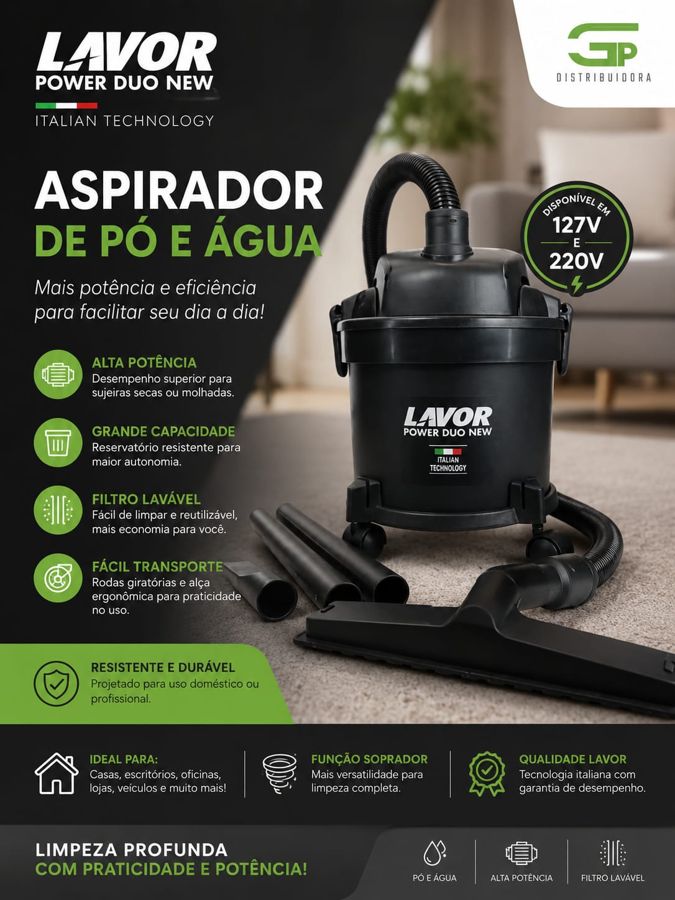 LAVOR
POWER DUO NEW
ITALIAN TECHNOLOGY
GP
DISTRIBUIDORA
ASPIRADOR
DE PÓ E ÁGUA
Mais potência e eficiência
para facilitar seu dia a dia!
DISPONÍVEL EM
127V
E
220V
ALTA POTÊNCIA
Desempenho superior para
sujeiras secas ou molhadas.
GRANDE CAPACIDADE
Reservatório resistente para
maior autonomia.
FILTRO LAVÁVEL
Fácil de limpar e reutilizável,
mais economia para você.
FÁCIL TRANSPORTE
Rodas giratórias e alça
ergonômica para praticidade
no uso.
LAVOR
POWER DUO NEW
ITALIAN
TECHNOLOGY
RESISTENTE E DURÁVEL
Projetado para uso doméstico ou
profissional.
IDEAL PARA:
Casas, escritórios, oficinas,
lojas, veículos e muito mais!
FUNÇÃO SOPRADOR
Mais versatilidade para
limpeza completa.
QUALIDADE LAVOR
Tecnologia italiana com
garantia de desempenho.
LIMPEZA PROFUNDA
COM PRATICIDADE E POTÊNCIA!
PÓ E ÁGUA
ALTA POTÊNCIA
FILTRO LAVÁVEL